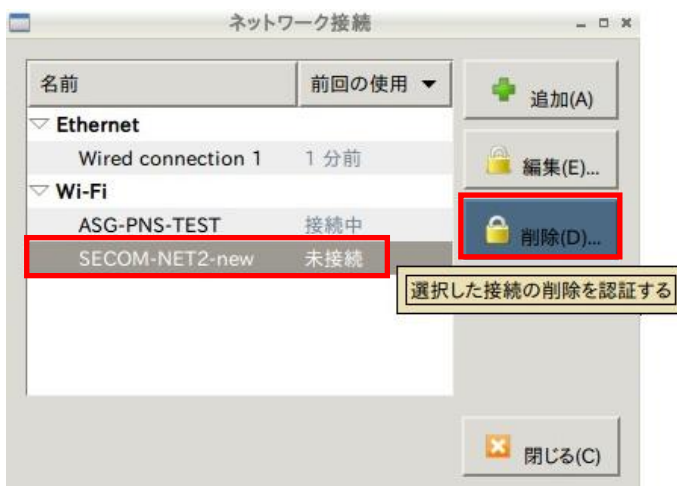 ネットワーク接続
名前
前回の使用
追加(A)
Ethernet
Wired connection 1 1 分前
編集(E)...
Wi-Fi
ASG-PNS-TEST 接続中
SECOM-NET2-new 未接続
削除(D)...
選択した接続の削除を認証する
閉じる(C)